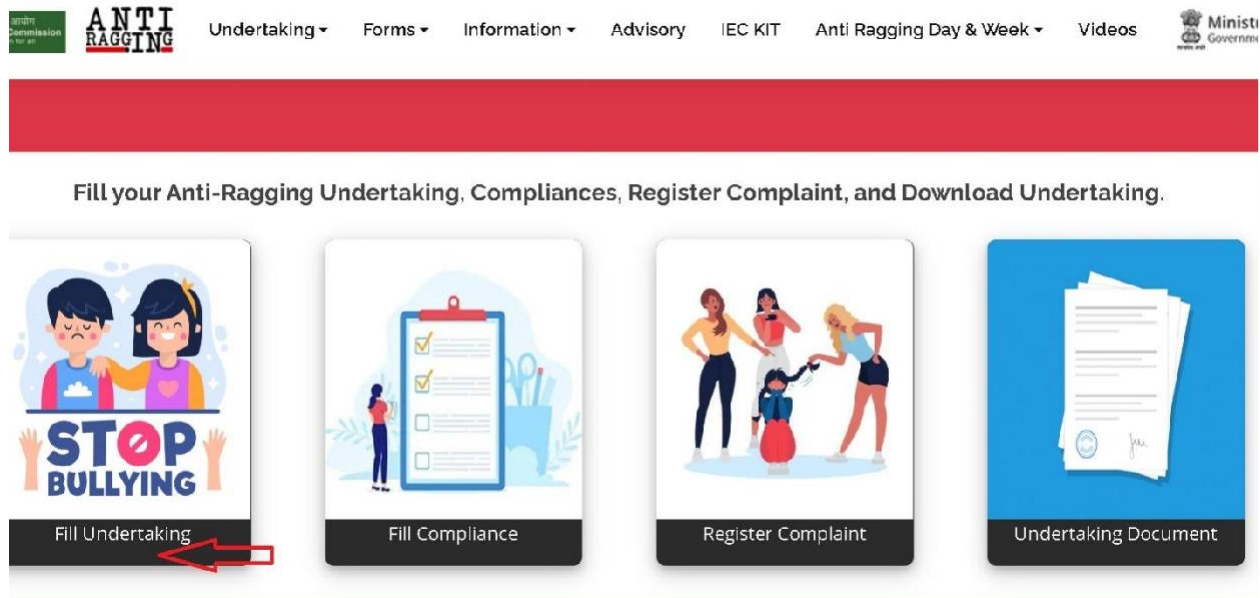 आयोग
Commission
ANTI
RAGGING
Undertaking
Forms
Information
Advisory
IEC KIT
Anti Ragging Day & Week
Videos
Fill your Anti-Ragging Undertaking, Compliances, Register Complaint, and Download Undertaking.
STOP
BULLYING
Fill Undertaking
Fill Compliance
Register Complaint
Undertaking Document